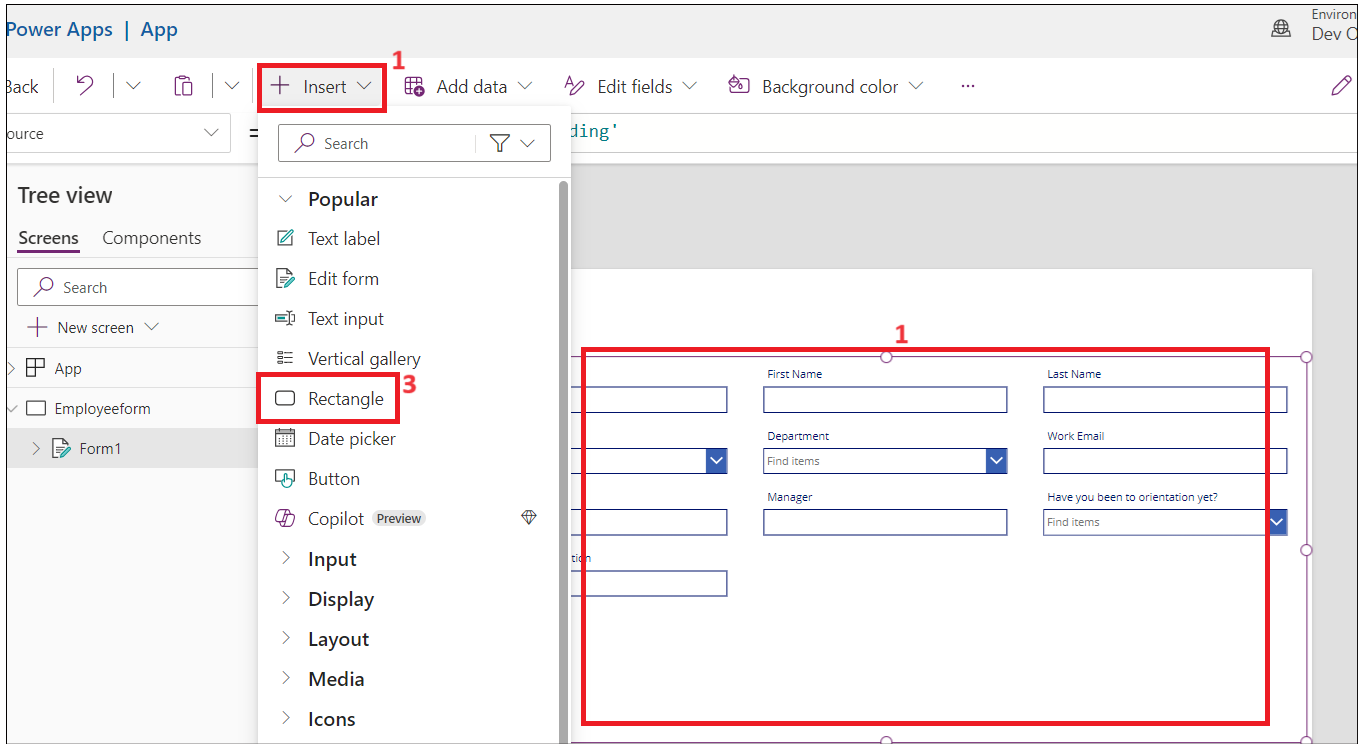 Power Apps | App
Environ
Dev O
Back
Insert
1
Add data
Edit fields
Background color
...
ource
=
ding'
Search
Tree view
Screens
Components
Search
New screen
App
Employeeform
Form1
Popular
Text label
Edit form
Text input
Vertical gallery
Rectangle
3
Date picker
Button
Copilot Preview
Input
Display
Layout
Media
Icons
1
First Name
Last Name
Department
Work Email
Find items
Manager
Have you been to orientation yet?
Find items
tion